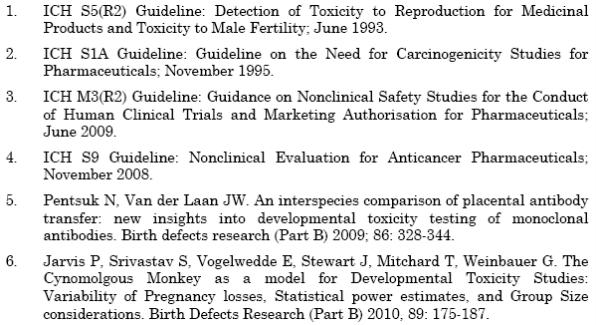 1. ICH S5(R2) Guideline: Detection of Toxicity to Reproduction for Medicinal
Products and Toxicity to Male Fertility; June 1993.
2. ICH S1A Guideline: Guideline on the Need for Carcinogenicity Studies for
Pharmaceuticals; November 1995.
3. ICH M3(R2) Guideline: Guidance on Nonclinical Safety Studies for the Conduct
of Human Clinical Trials and Marketing Authorisation for Pharmaceuticals;
June 2009.
4. ICH S9 Guideline: Nonclinical Evaluation for Anticancer Pharmaceuticals;
November 2008.
5. Pentsuk N, Van der Laan JW. An interspecies comparison of placental antibody
transfer: new insights into developmental toxicity testing of monoclonal
antibodies. Birth defects research (Part B) 2009; 86: 328-344.
6. Jarvis P, Srivastav S, Vogelwedde E, Stewart J, Mitchard T, Weinbauer G. The
Cynomolgus Monkey as a model for Developmental Toxicity Studies:
Variability of Pregnancy losses, Statistical power estimates, and Group Size
considerations. Birth Defects Research (Part B) 2010, 89: 175-187.